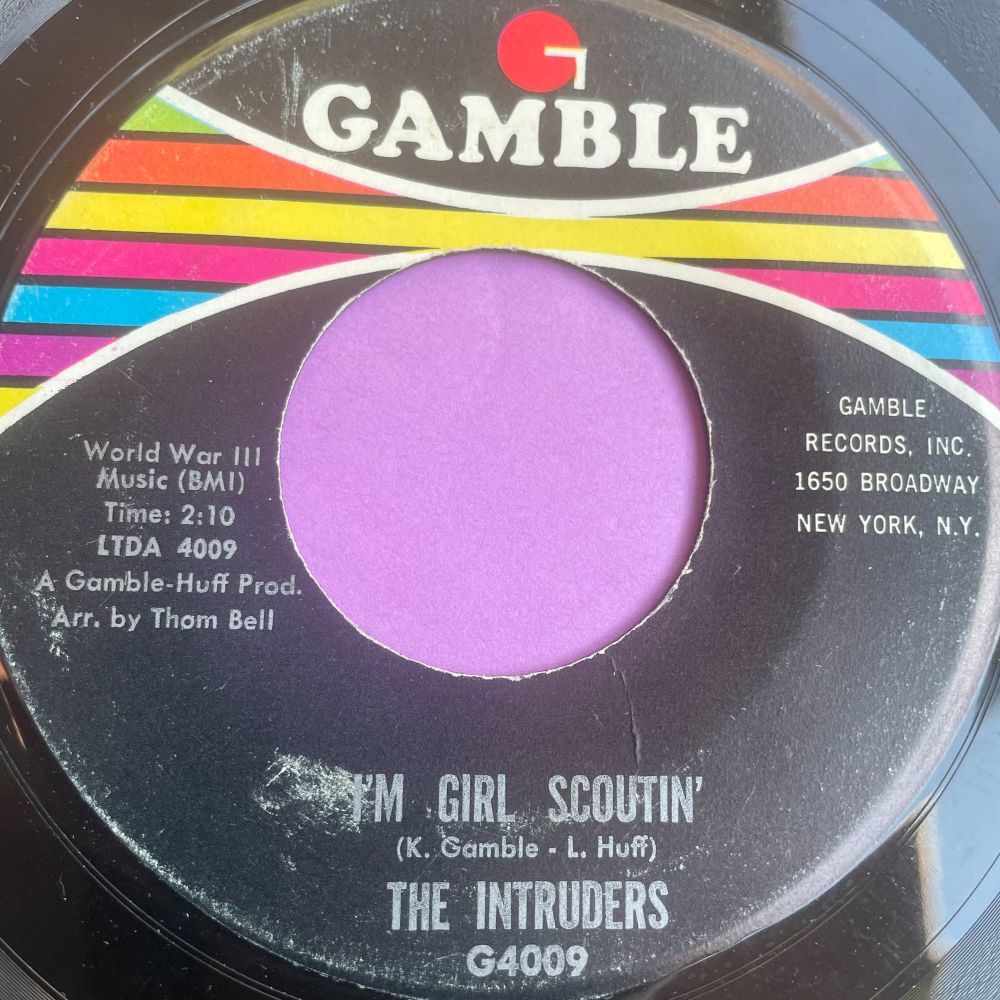 GAMBLE
World War III
Music (BMI)
Time: 2:10
LTDA 4009
A Gamble-Huff Prod.
Arr. by Thom Bell
GAMBLE
RECORDS, INC.
1650 BROADWAY
NEW YORK, N.Y.
I'M GIRL SCOUTIN'
(K. Gamble - L. Huff)
THE INTRUDERS
G4009